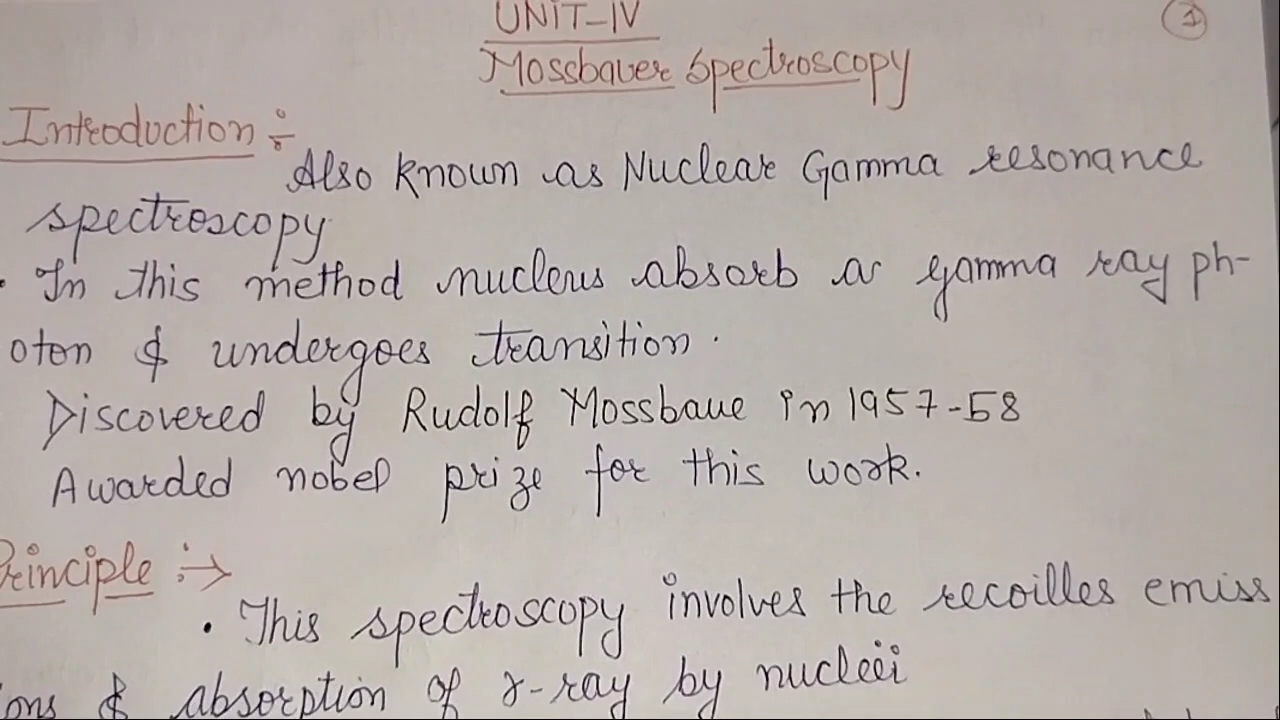 UNIT-IV
1
Mossbauer Spectroscopy
Introduction :-
Also known as Nuclear Gamma resonance
spectroscopy
. In this method nucleus absorb a gamma ray ph-
oton & undergoes transition.
Discovered by Rudolf Mossbaue in 1957-58
Awarded nobel prize for this work.
Principle :->
. This spectroscopy involves the recoilles emiss
ions & absorption of γ-ray by nucleii